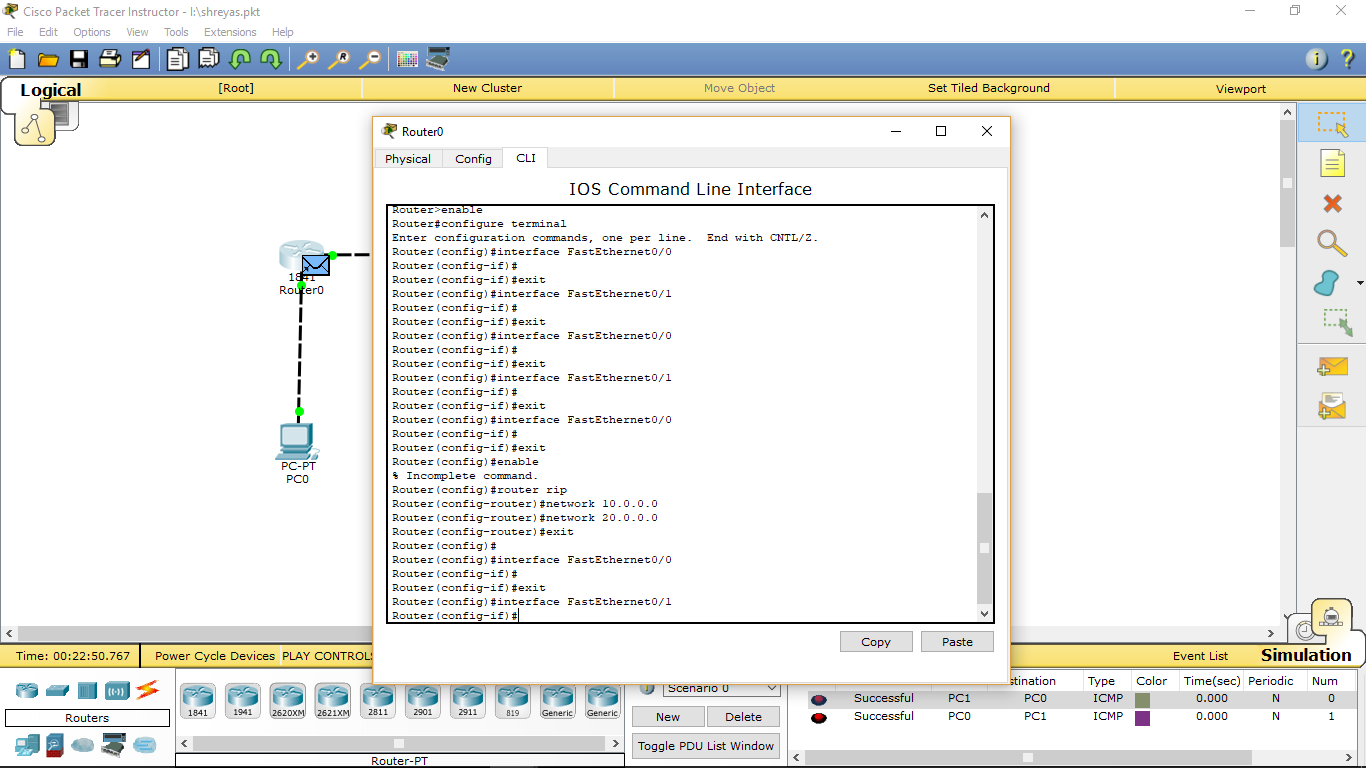 Cisco Packet Tracer Instructor - I:\shreyas.pkt
File Edit Options View Tools Extensions Help
Logical
[Root]
New Cluster
Move Object
Set Tiled Background
Viewport
Router0
Physical Config CLI
IOS Command Line Interface
Router>enable
Router#configure terminal
Enter configuration commands, one per line.  End with CNTL/Z.
Router(config)#interface FastEthernet0/0
Router(config-if)#
Router(config-if)#exit
Router(config)#interface FastEthernet0/1
Router(config-if)#
Router(config-if)#exit
Router(config)#interface FastEthernet0/0
Router(config-if)#
Router(config-if)#exit
Router(config)#interface FastEthernet0/1
Router(config-if)#
Router(config-if)#exit
Router(config)#interface FastEthernet0/0
Router(config-if)#
Router(config-if)#exit
Router(config)#enable
% Incomplete command.
Router(config)#router rip
Router(config-router)#network 10.0.0.0
Router(config-router)#network 20.0.0.0
Router(config-router)#exit
Router(config)#
Router(config)#interface FastEthernet0/0
Router(config-if)#
Router(config-if)#exit
Router(config)#interface FastEthernet0/1
Router(config-if)#
Copy Paste
1841
Router0
PC-PT
PC0
Time: 00:22:50.767 Power Cycle Devices PLAY CONTROLS
Event List Simulation
Routers
1841 1941 2620XM 2621XM 2811 2901 2911 819 Generic Generic
Router-PT
Scenario 0
New Delete
Toggle PDU List Window
stination Type Color Time(sec) Periodic Num
Successful PC1 PC0 ICMP 0.000 N 0
Successful PC0 PC1 ICMP 0.000 N 1